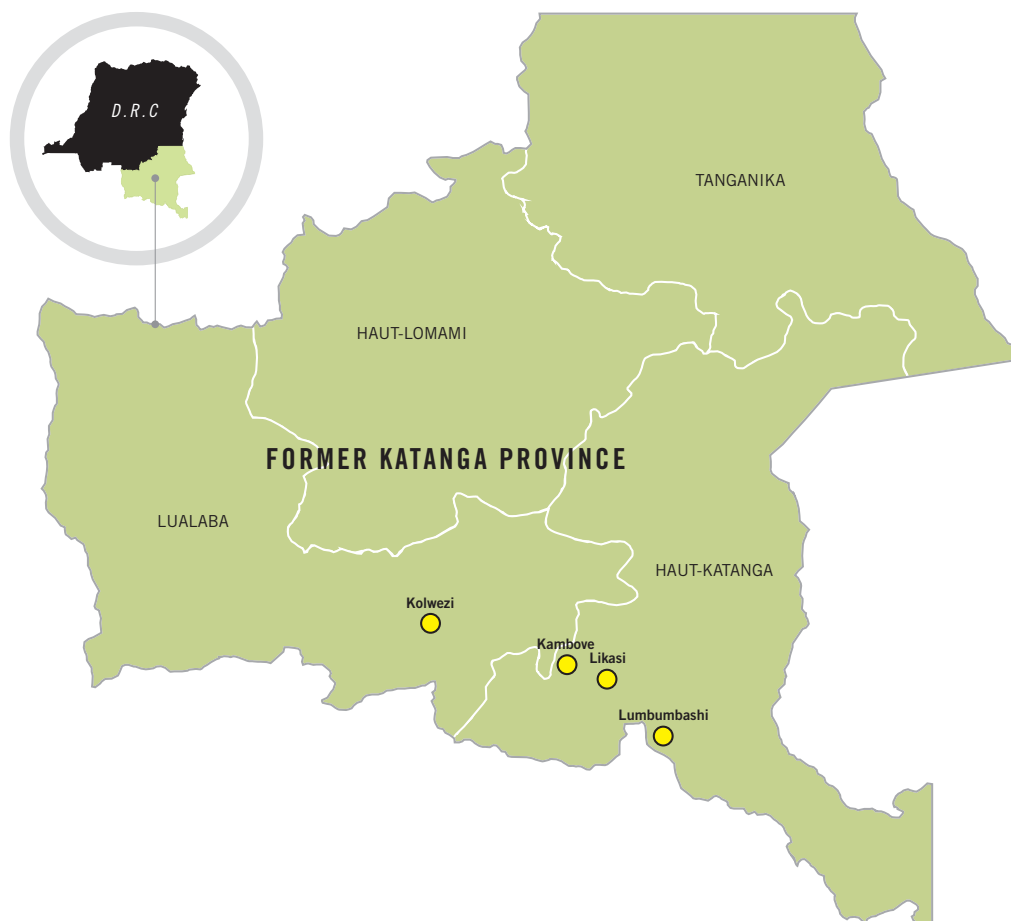 D.R.C
TANGANIKA
HAUT-LOMAMI
FORMER KATANGA PROVINCE
LUALABA
HAUT-KATANGA
Kolwezi
Kambove
Likasi
Lumbumbashi